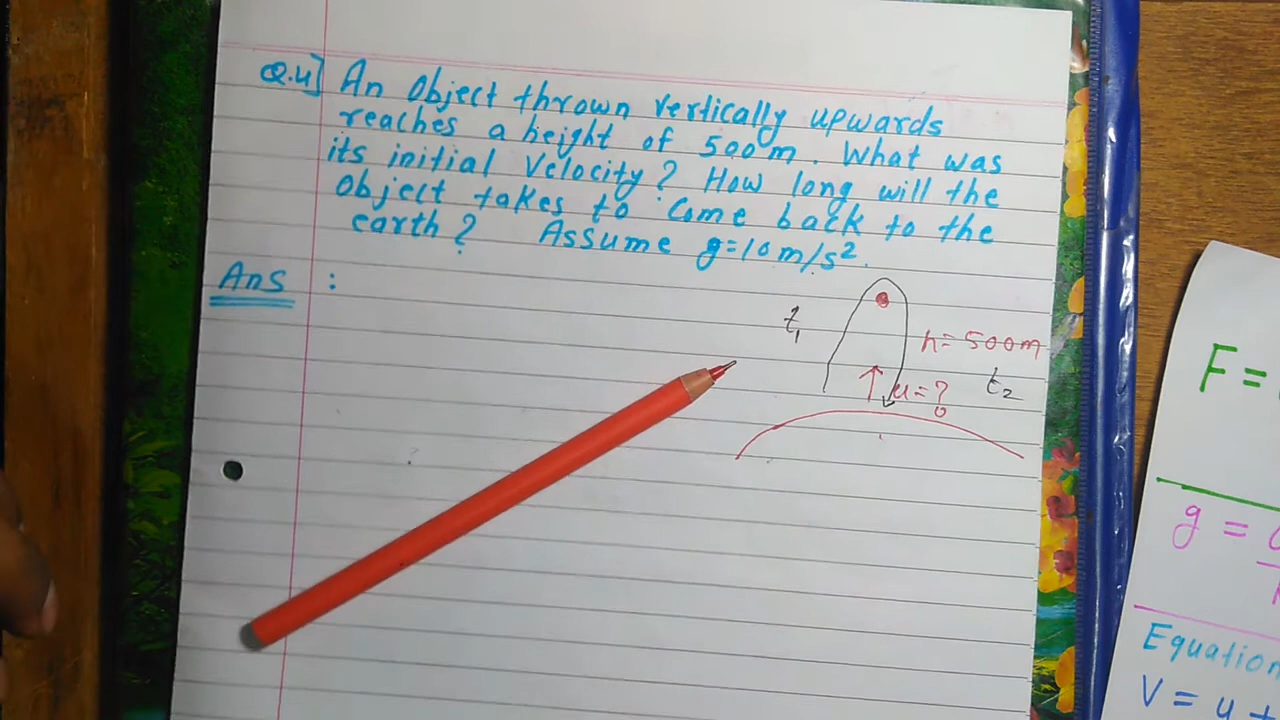 Q.4] An Object thrown vertically upwards
reaches a height of 500m. What was
its initial Velocity? How long will the
Object takes to Come back to the
earth? Assume g=10m/s²
Ans :
t₁
h=500m
t₂
u=?
F=
g=
Equation
V=u+